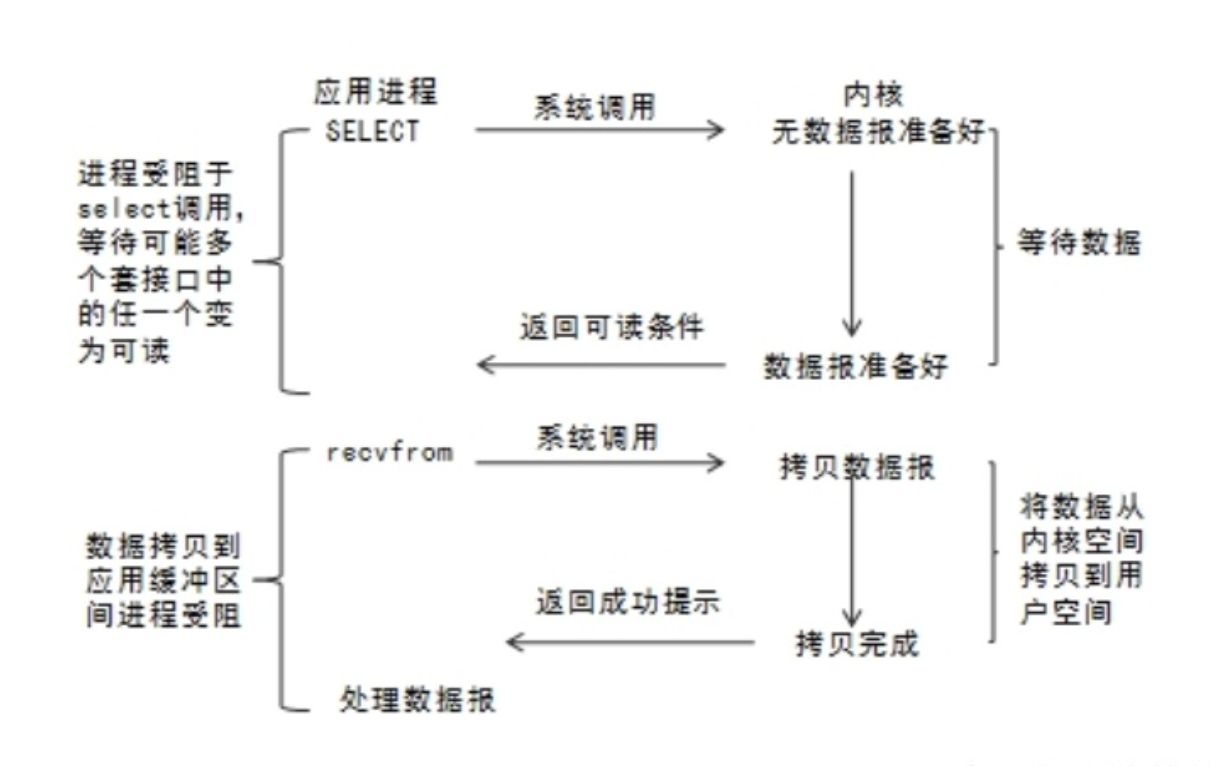 应用进程
系统调用
内核
SELECT
无数据报准备好
进程受阻于
select调用,
等待可能多
个套接口中
的任一个变
为可读
等待数据
返回可读条件
数据报准备好
recvfrom
系统调用
拷贝数据报
数据拷贝到
应用缓冲区
间进程受阻
将数据从
内核空间
拷贝到用
户空间
返回成功提示
拷贝完成
处理数据报